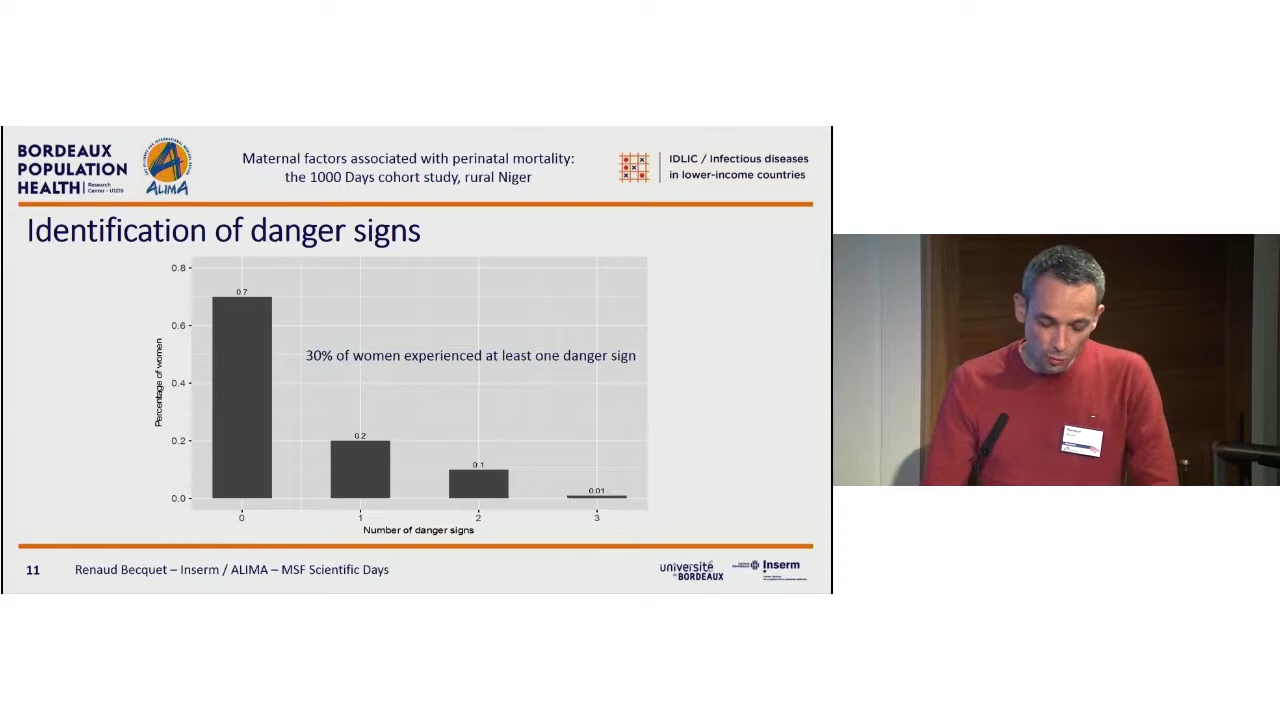 BORDEAUX
POPULATION
HEALTH
Research
Center - U1219
ALIMA
Maternal factors associated with perinatal mortality:
the 1000 Days cohort study, rural Niger
IDLIC / Infectious diseases
in lower-income countries
Identification of danger signs
0.8
0.6
0.4
0.2
0.0
Percentage of women
0.7
0.2
0.1
0.01
30% of women experienced at least one danger sign
0
1
2
3
Number of danger signs
11
Renaud Becquet – Inserm / ALIMA – MSF Scientific Days
université
de BORDEAUX
Inserm